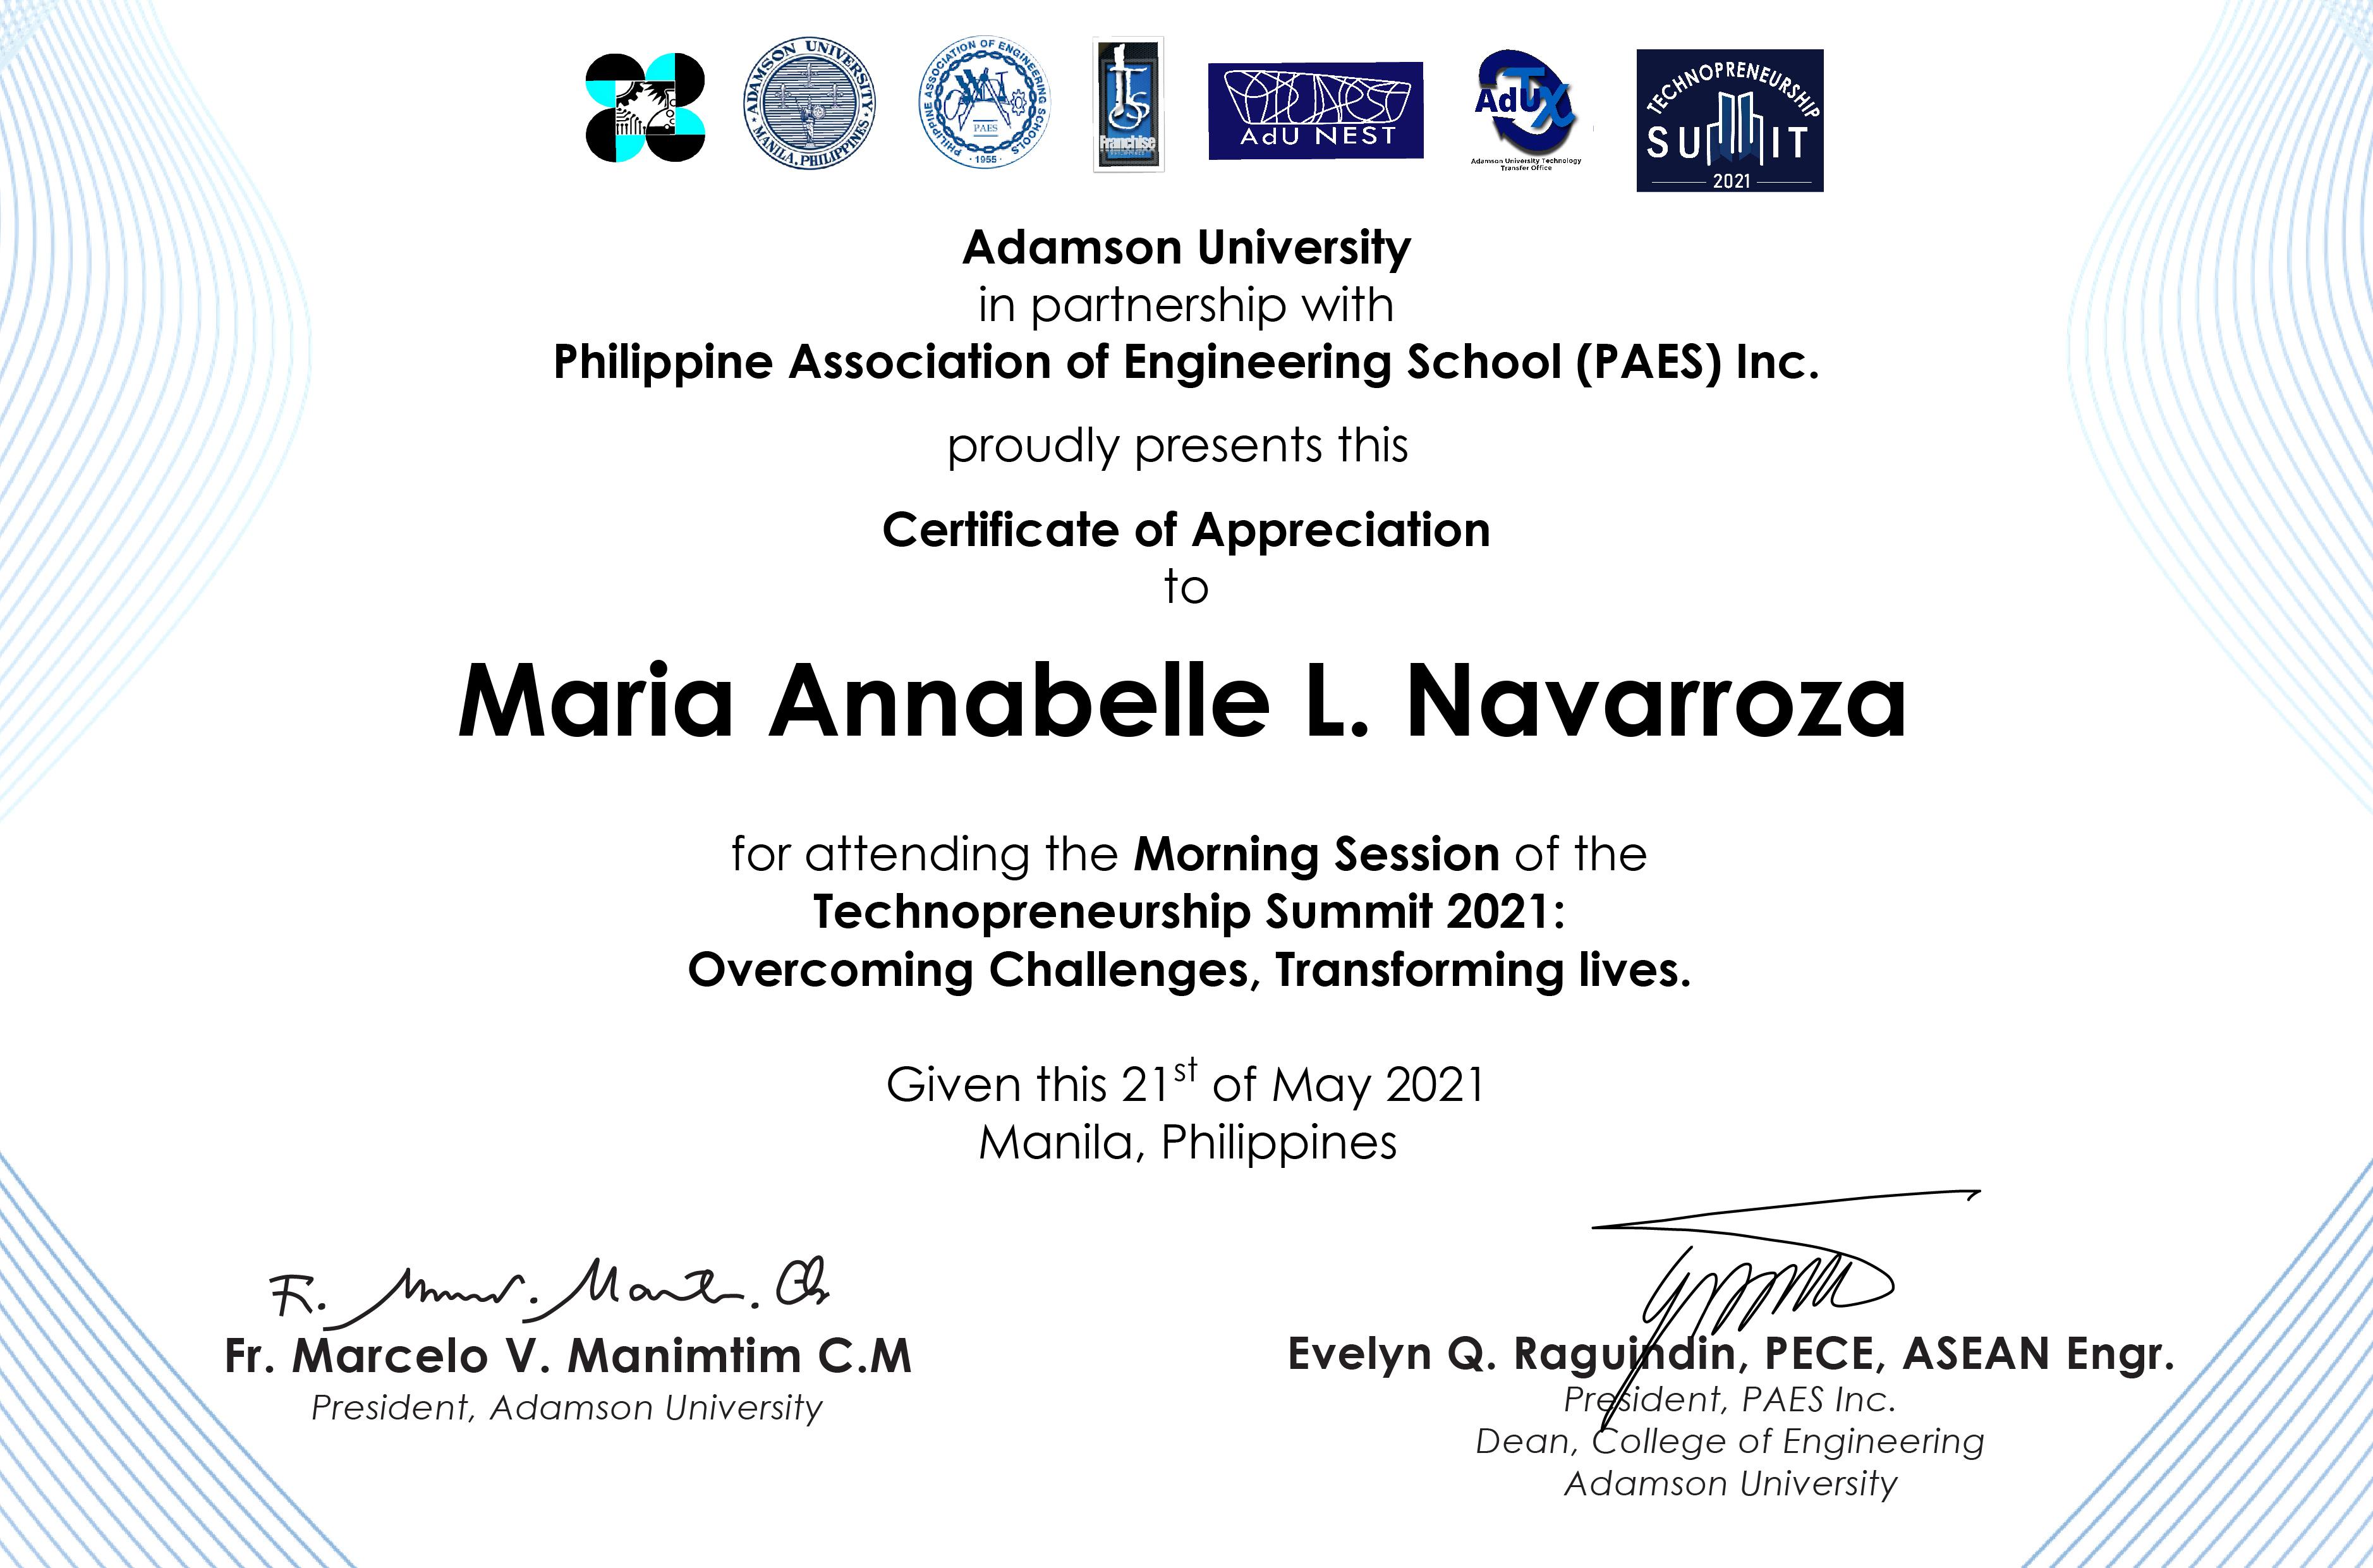 ADAMSON UNIVERSITY
MANILA, PHILIPPINES
PHILIPPINE ASSOCIATION OF ENGINEERING SCHOOLS
PAES
1955
Franchise
AdU NEST
AdUTX
Adamson University Technology
Transfer Office
TECHNOPRENEURSHIP
SUMMIT
2021
Adamson University
in partnership with
Philippine Association of Engineering School (PAES) Inc.
proudly presents this
Certificate of Appreciation
to
Maria Annabelle L. Navarroza
for attending the Morning Session of the
Technopreneurship Summit 2021:
Overcoming Challenges, Transforming lives.
Given this 21st of May 2021
Manila, Philippines
Fr. Marcelo V. Manimtim C.M
President, Adamson University
Evelyn Q. Raguindin, PECE, ASEAN Engr.
President, PAES Inc.
Dean, College of Engineering
Adamson University